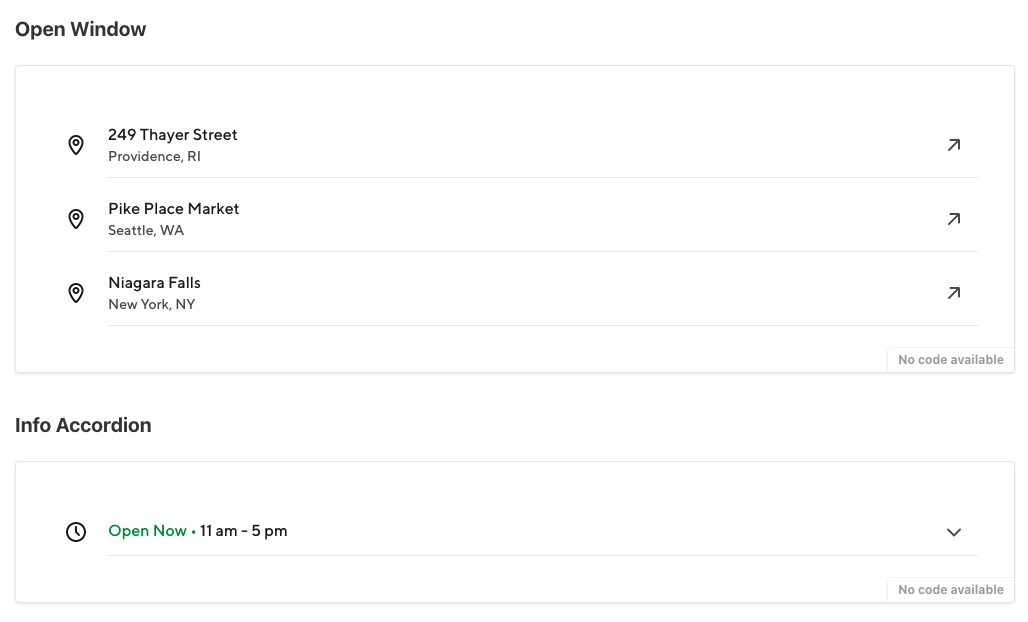 Open Window
249 Thayer Street
Providence, RI
Pike Place Market
Seattle, WA
Niagara Falls
New York, NY
No code available
Info Accordion
Open Now • 11 am - 5 pm
No code available